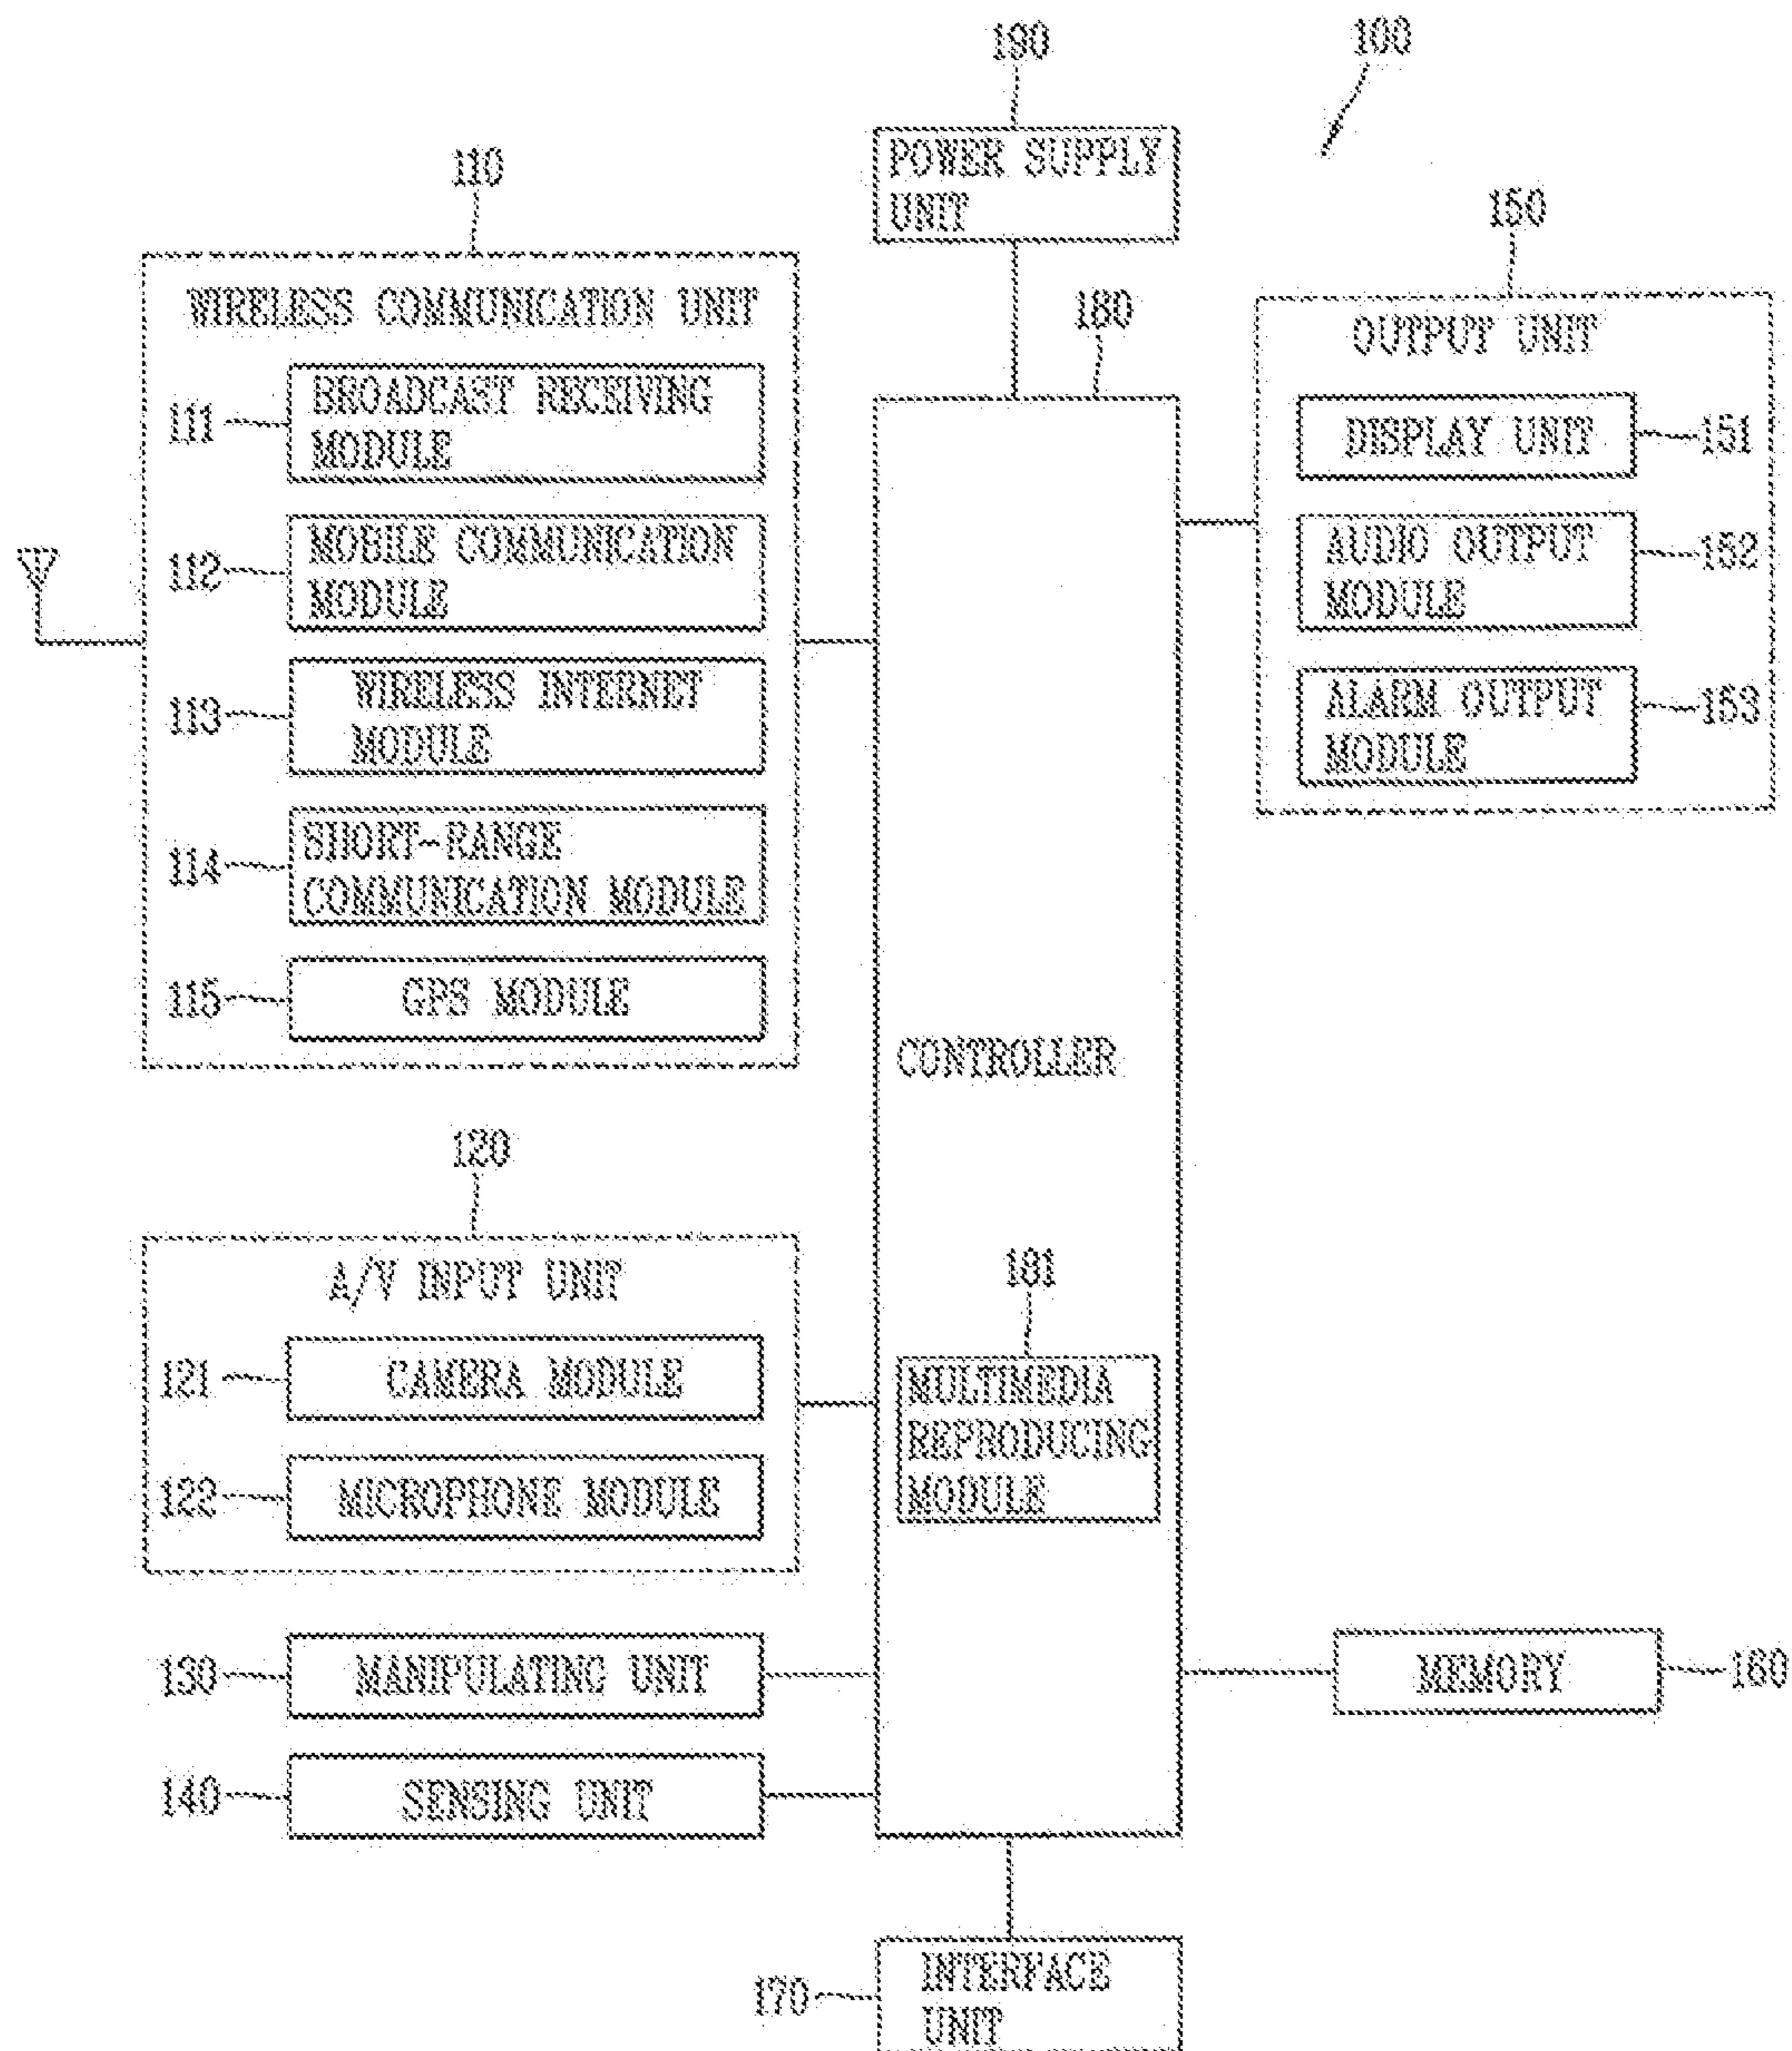 190
100
POWER SUPPLY
UNIT
110
150
WIRELESS COMMUNICATION UNIT
180
OUTPUT UNIT
BROADCAST RECEIVING
MODULE
111
DISPLAY UNIT
151
MOBILE COMMUNICATION
MODULE
112
AUDIO OUTPUT
MODULE
152
WIRELESS INTERNET
MODULE
113
ALARM OUTPUT
MODULE
153
SHORT-RANGE
COMMUNICATION MODULE
114
115
GPS MODULE
CONTROLLER
120
A/V INPUT UNIT
181
121
CAMERA MODULE
MULTIMEDIA
REPRODUCING
MODULE
122
MICROPHONE MODULE
130
MANIPULATING UNIT
MEMORY
160
140
SENSING UNIT
170
INTERFACE
UNIT